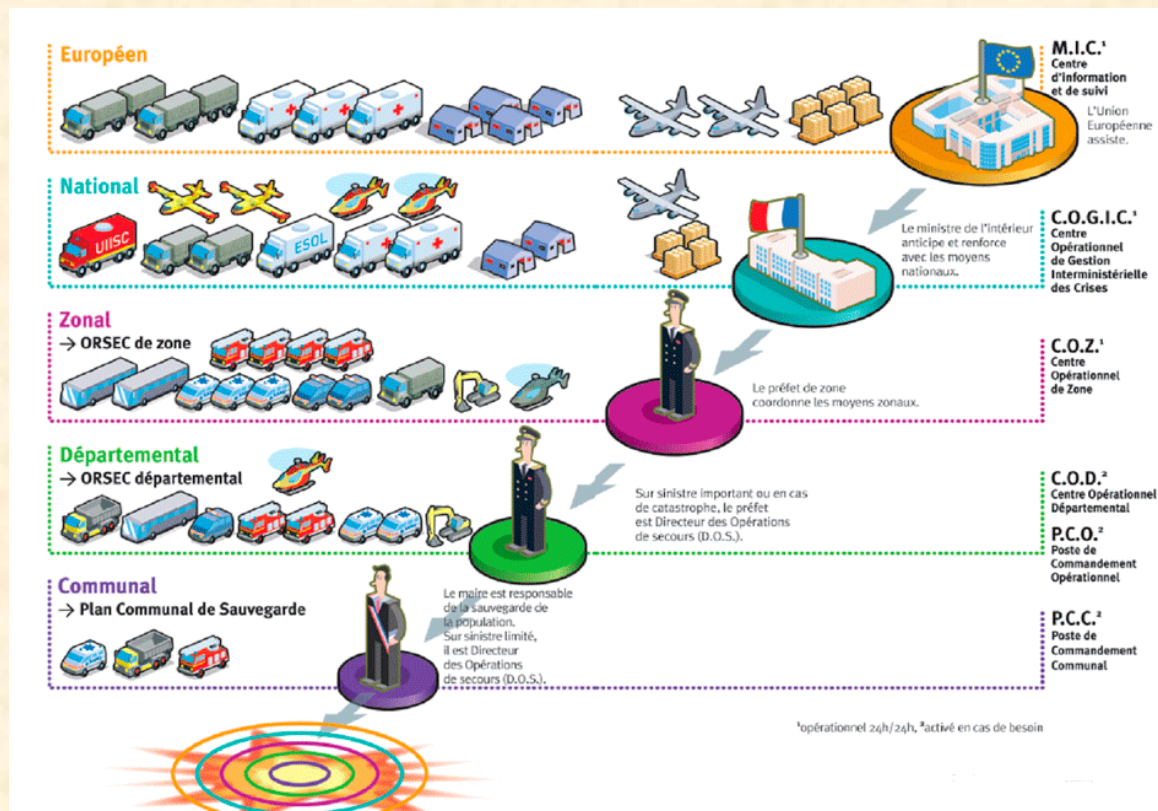 Européen
M.I.C.¹
Centre
d'information
et de suivi
L'Union
Européenne
assiste.
National
UIISC
ESOL
Le ministre de l'intérieur
anticipe et renforce
avec les moyens
nationaux.
C.O.G.I.C.¹
Centre
Opérationnel
de Gestion
Interministérielle
des Crises
Zonal
→ ORSEC de zone
Le préfet de zone
coordonne les moyens zonaux.
C.O.Z.¹
Centre
Opérationnel
de Zone
Départemental
→ ORSEC départemental
Sur sinistre important ou en cas
de catastrophe, le préfet
est Directeur des Opérations
de secours (D.O.S.).
C.O.D.²
Centre Opérationnel
Départemental
P.C.O.²
Poste de
Commandement
Opérationnel
Communal
→ Plan Communal de Sauvegarde
Le maire est responsable
de la sauvegarde de
la population.
Sur sinistre limité,
il est Directeur
des Opérations
de secours (D.O.S.).
P.C.C.²
Poste de
Commandement
Communal
¹opérationnel 24h/24h, ²activé en cas de besoin